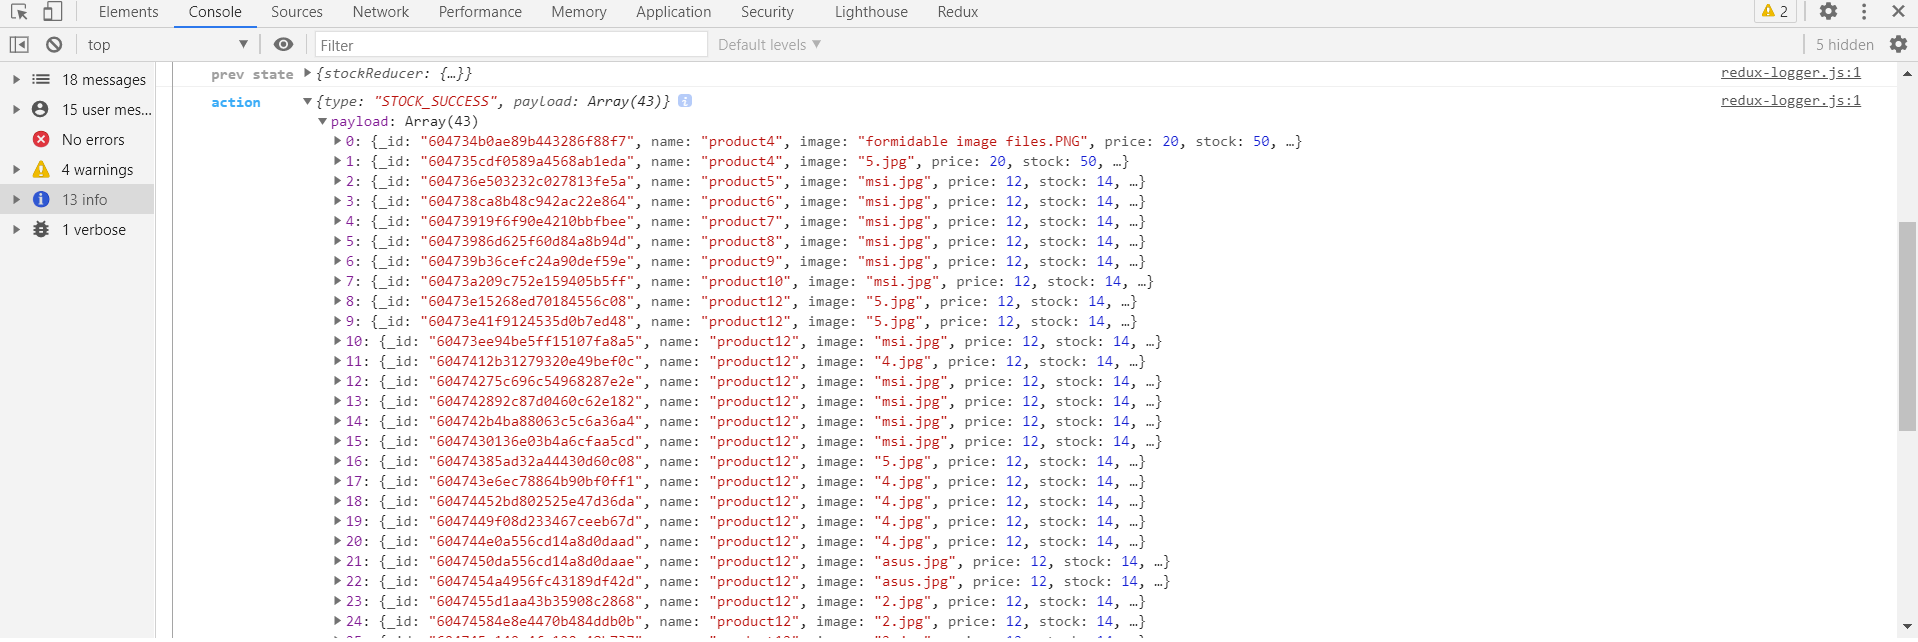 Elements Console Sources Network Performance Memory Application Security Lighthouse Redux 2
top Filter Default levels 5 hidden
18 messages
15 user mes...
No errors
4 warnings
13 info
1 verbose
prev state {stockReducer: {…}} redux-logger.js:1
action {type: "STOCK_SUCCESS", payload: Array(43)} redux-logger.js:1
payload: Array(43)
0: {_id: "604734b0ae89b443286f88f7", name: "product4", image: "formidable image files.PNG", price: 20, stock: 50, …}
1: {_id: "604735cdf0589a4568ab1eda", name: "product4", image: "5.jpg", price: 20, stock: 50, …}
2: {_id: "604736e503232c027813fe5a", name: "product5", image: "msi.jpg", price: 12, stock: 14, …}
3: {_id: "604738ca8b48c942ac22e864", name: "product6", image: "msi.jpg", price: 12, stock: 14, …}
4: {_id: "60473919f6f90e4210bbfbee", name: "product7", image: "msi.jpg", price: 12, stock: 14, …}
5: {_id: "60473986d625f60d84a8b94d", name: "product8", image: "msi.jpg", price: 12, stock: 14, …}
6: {_id: "604739b36cefc24a90def59e", name: "product9", image: "msi.jpg", price: 12, stock: 14, …}
7: {_id: "60473a209c752e159405b5ff", name: "product10", image: "msi.jpg", price: 12, stock: 14, …}
8: {_id: "60473e15268ed70184556c08", name: "product12", image: "5.jpg", price: 12, stock: 14, …}
9: {_id: "60473e41f9124535d0b7ed48", name: "product12", image: "5.jpg", price: 12, stock: 14, …}
10: {_id: "60473ee94be5ff15107fa8a5", name: "product12", image: "msi.jpg", price: 12, stock: 14, …}
11: {_id: "6047412b31279320e49bef0c", name: "product12", image: "4.jpg", price: 12, stock: 14, …}
12: {_id: "60474275c696c54968287e2e", name: "product12", image: "msi.jpg", price: 12, stock: 14, …}
13: {_id: "604742892c87d0460c62e182", name: "product12", image: "msi.jpg", price: 12, stock: 14, …}
14: {_id: "604742b4ba88063c5c6a36a4", name: "product12", image: "msi.jpg", price: 12, stock: 14, …}
15: {_id: "6047430136e03b4a6cfaa5cd", name: "product12", image: "msi.jpg", price: 12, stock: 14, …}
16: {_id: "60474385ad32a44430d60c08", name: "product12", image: "5.jpg", price: 12, stock: 14, …}
17: {_id: "604743e6ec78864b90bf0ff1", name: "product12", image: "4.jpg", price: 12, stock: 14, …}
18: {_id: "60474452bd802525e47d36da", name: "product12", image: "4.jpg", price: 12, stock: 14, …}
19: {_id: "6047449f08d233467ceeb67d", name: "product12", image: "4.jpg", price: 12, stock: 14, …}
20: {_id: "604744e0a556cd14a8d0daad", name: "product12", image: "4.jpg", price: 12, stock: 14, …}
21: {_id: "6047450da556cd14a8d0daae", name: "product12", image: "asus.jpg", price: 12, stock: 14, …}
22: {_id: "6047454a4956fc43189df42d", name: "product12", image: "asus.jpg", price: 12, stock: 14, …}
23: {_id: "6047455d1aa43b35908c2868", name: "product12", image: "2.jpg", price: 12, stock: 14, …}
24: {_id: "60474584e8e4470b484ddb0b", name: "product12", image: "2.jpg", price: 12, stock: 14, …}